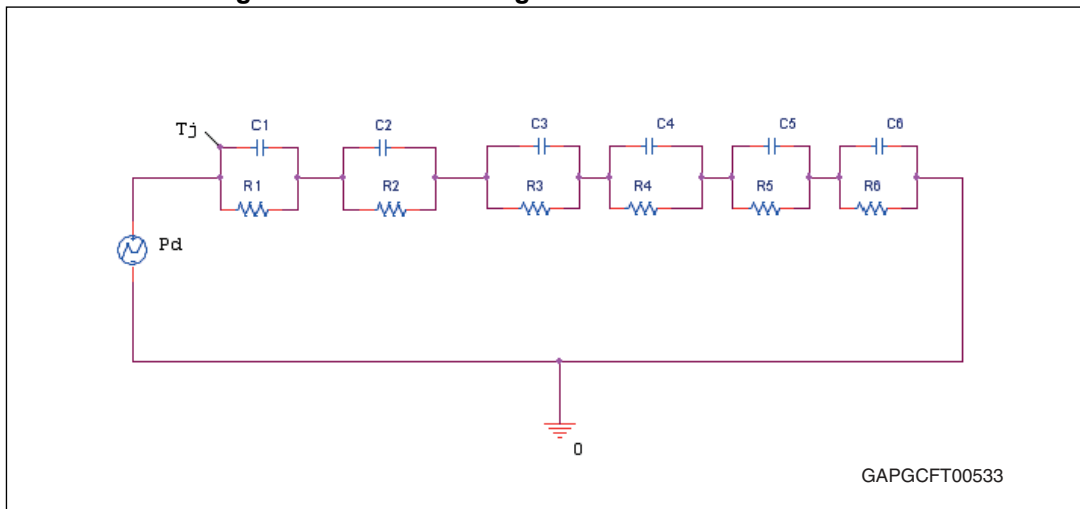 C1 C2 C3 C4 C5 C6
Tj
R1 R2 R3 R4 R5 R6
Pd
0
GAPGCFT00533